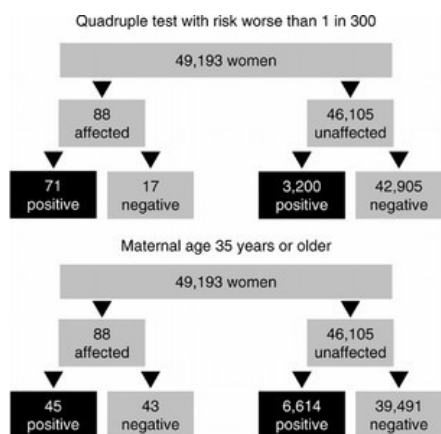 Quadruple test with risk worse than 1 in 300
49,193 women
88
affected
46,105
unaffected
71
positive
17
negative
3,200
positive
42,905
negative
Maternal age 35 years or older
49,193 women
88
affected
46,105
unaffected
45
positive
43
negative
6,614
positive
39,491
negative